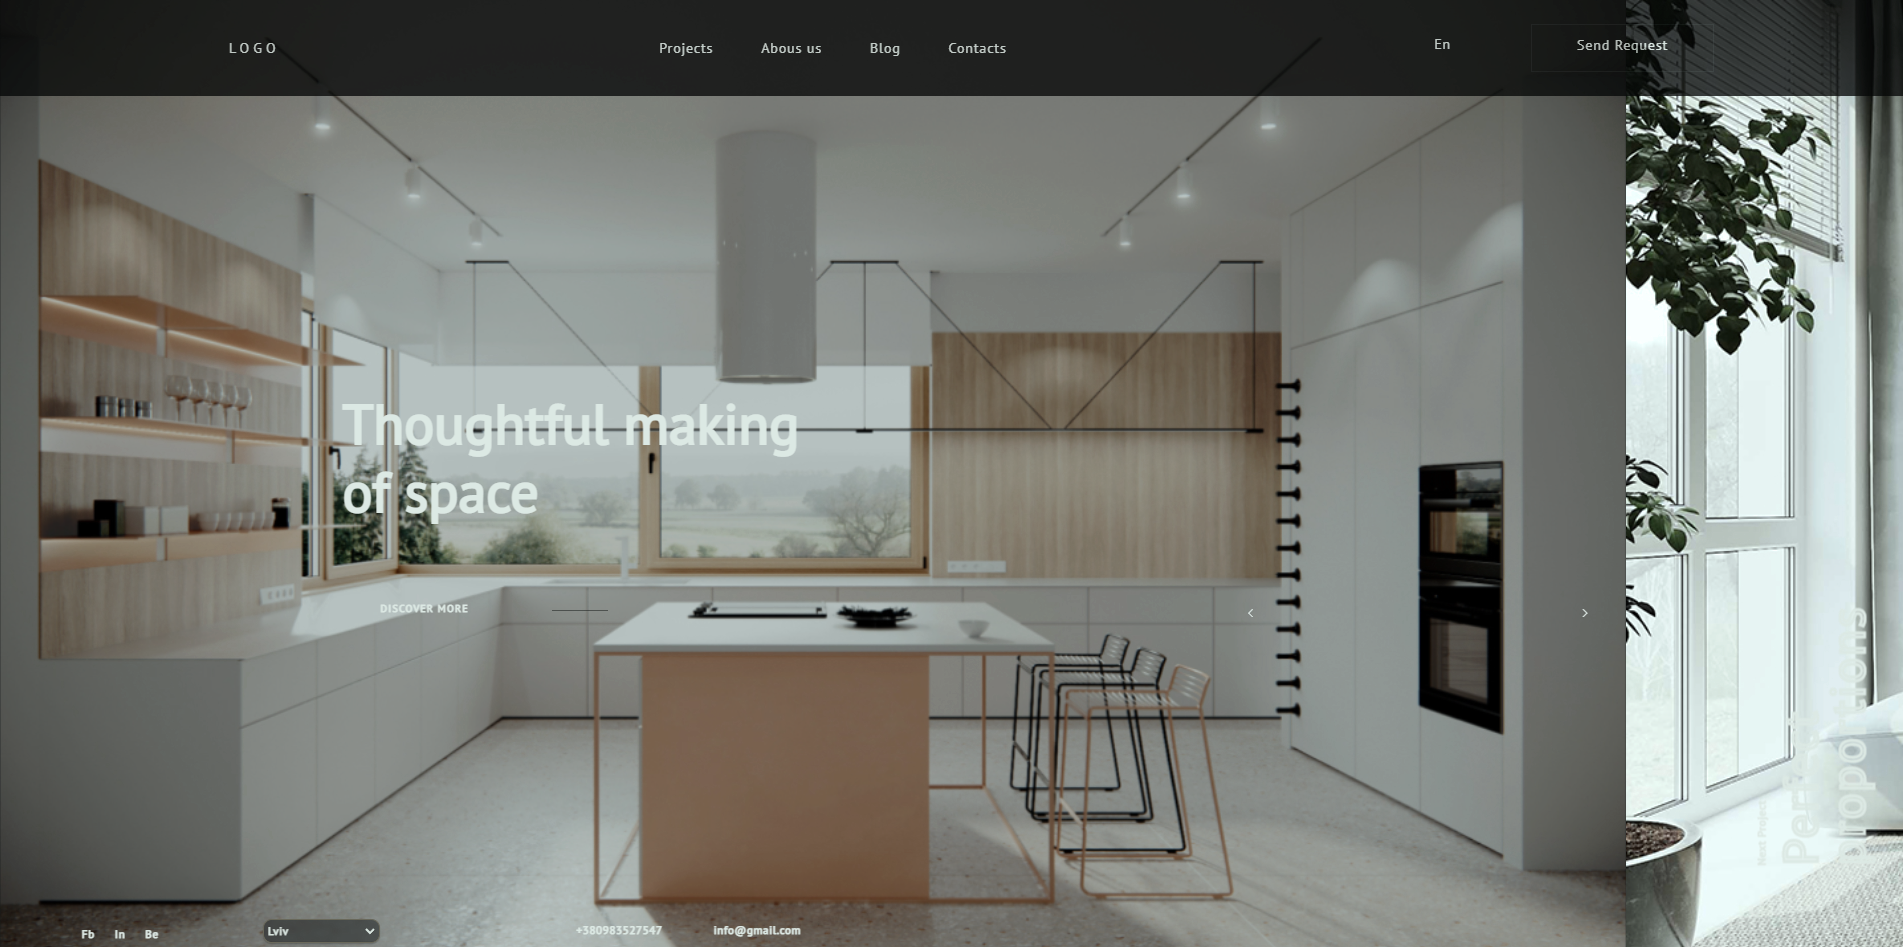 LOGO
Projects
Abous us
Blog
Contacts
En
Send Request
Thoughtful making
of space
DISCOVER MORE
Next Project
Perfect
proportions
Fb
In
Be
Lviv
+380983527547
info@gmail.com